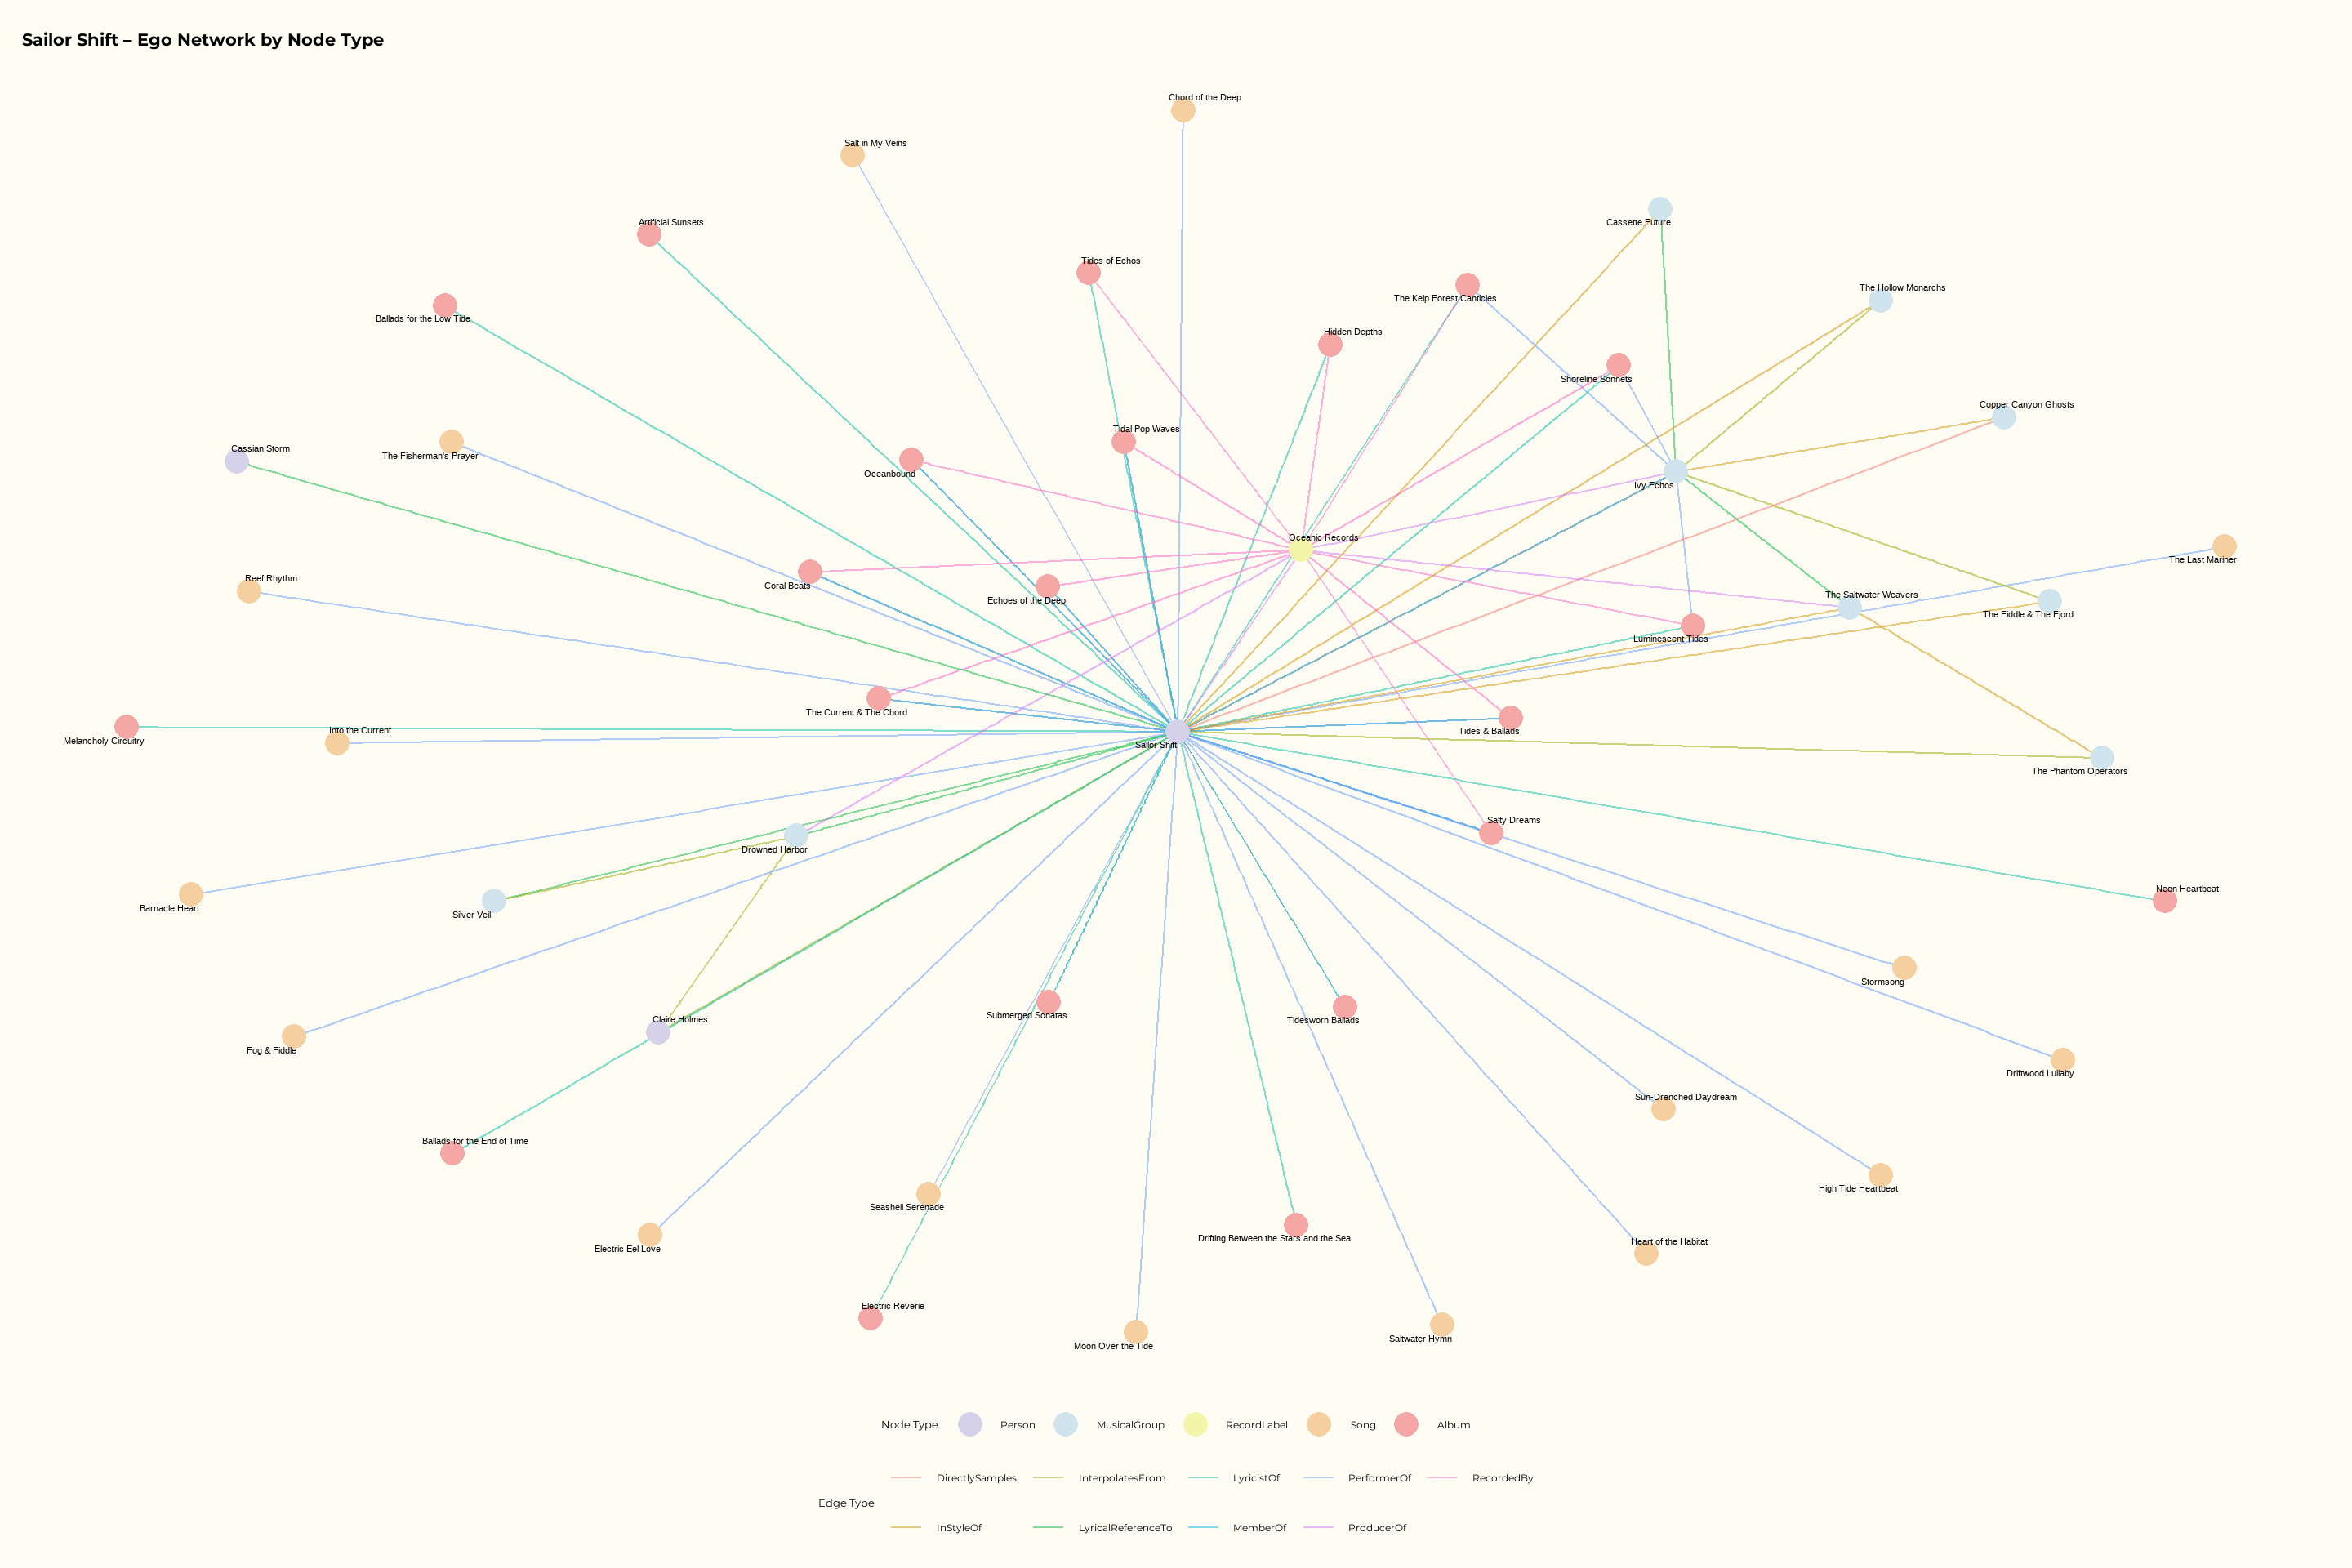 Sailor Shift – Ego Network by Node Type
Chord of the Deep
Salt in My Veins
Artificial Sunsets
Cassette Future
Tides of Echos
The Hollow Monarchs
The Kelp Forest Canticles
Ballads for the Low Tide
Hidden Depths
Shoreline Sonnets
Copper Canyon Ghosts
Tidal Pop Waves
Cassian Storm
The Fisherman's Prayer
Oceanbound
Ivy Echos
Oceanic Records
The Last Mariner
Reef Rhythm
Coral Beats
Echoes of the Deep
The Saltwater Weavers
The Fiddle & The Fjord
Luminescent Tides
The Current & The Chord
Into the Current
Tides & Ballads
Melancholy Circuitry
Sailor Shift
The Phantom Operators
Salty Dreams
Drowned Harbor
Neon Heartbeat
Barnacle Heart
Silver Veil
Stormsong
Submerged Sonatas
Claire Holmes
Tidesworn Ballads
Fog & Fiddle
Driftwood Lullaby
Sun-Drenched Daydream
Ballads for the End of Time
High Tide Heartbeat
Seashell Serenade
Drifting Between the Stars and the Sea
Heart of the Habitat
Electric Eel Love
Electric Reverie
Saltwater Hymn
Moon Over the Tide
Node Type Person MusicalGroup RecordLabel Song Album
DirectlySamples InterpolatesFrom LyricistOf PerformerOf RecordedBy
Edge Type
InStyleOf LyricalReferenceTo MemberOf ProducerOf